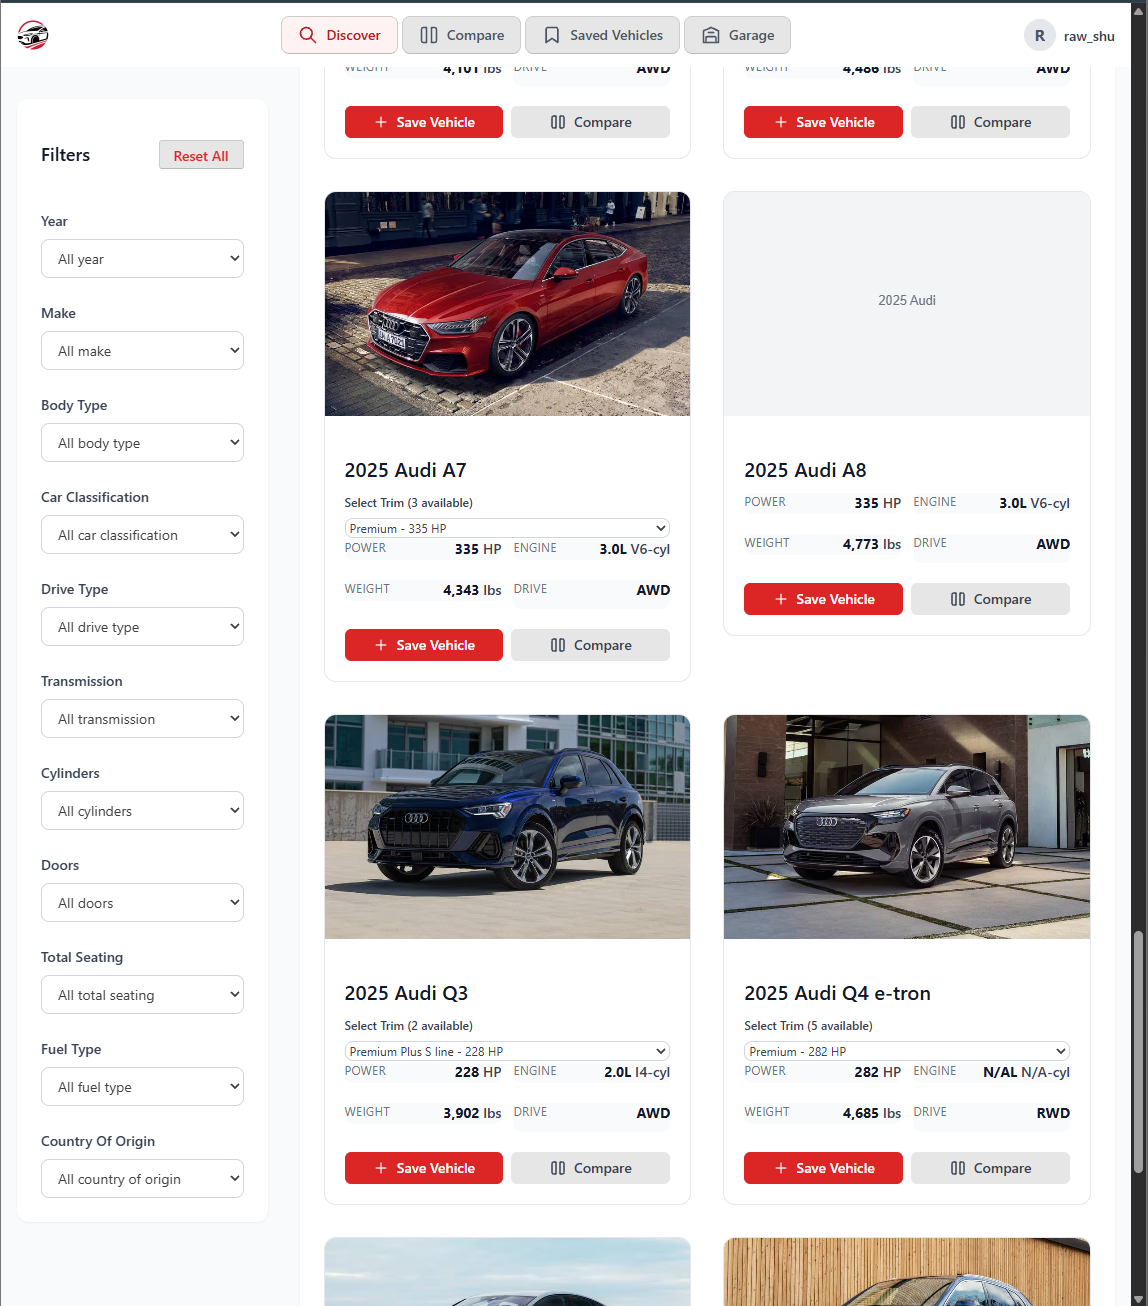 Discover
Compare
Saved Vehicles
Garage
R
raw_shu
Filters
Reset All
Year
All year
Make
All make
Body Type
All body type
Car Classification
All car classification
Drive Type
All drive type
Transmission
All transmission
Cylinders
All cylinders
Doors
All doors
Total Seating
All total seating
Fuel Type
All fuel type
Country Of Origin
All country of origin
WEIGHT 4,101 lbs DRIVE AWD
+ Save Vehicle Compare
WEIGHT 4,486 lbs DRIVE AWD
+ Save Vehicle Compare
2025 Audi A7
Select Trim (3 available)
Premium - 335 HP
POWER 335 HP ENGINE 3.0L V6-cyl
WEIGHT 4,343 lbs DRIVE AWD
+ Save Vehicle Compare
2025 Audi
2025 Audi A8
POWER 335 HP ENGINE 3.0L V6-cyl
WEIGHT 4,773 lbs DRIVE AWD
+ Save Vehicle Compare
2025 Audi Q3
Select Trim (2 available)
Premium Plus S line - 228 HP
POWER 228 HP ENGINE 2.0L I4-cyl
WEIGHT 3,902 lbs DRIVE AWD
+ Save Vehicle Compare
2025 Audi Q4 e-tron
Select Trim (5 available)
Premium - 282 HP
POWER 282 HP ENGINE N/AL N/A-cyl
WEIGHT 4,685 lbs DRIVE RWD
+ Save Vehicle Compare